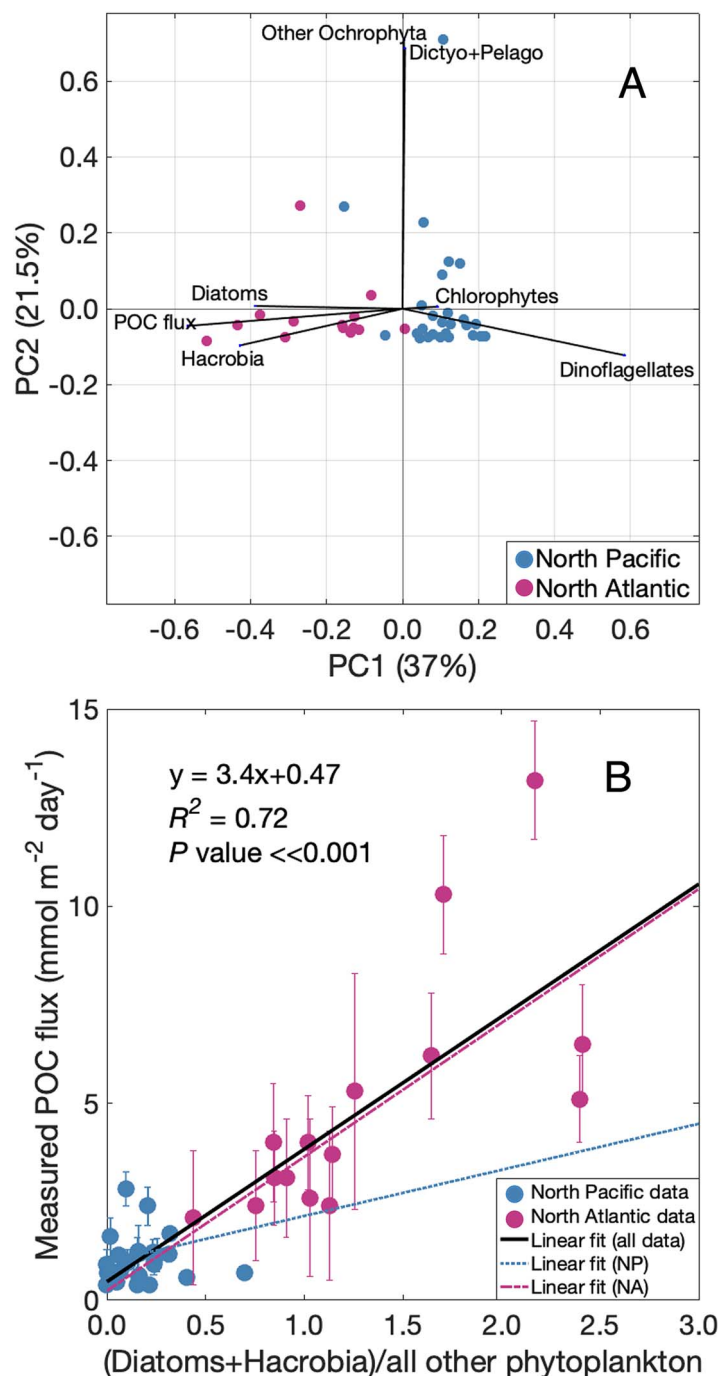 Other Ochrophyta
Dictyo+Pelago
A
0.6
0.4
0.2
0.0
-0.2
-0.4
-0.6
PC2 (21.5%)
Diatoms
Chlorophytes
POC flux
Hacrobia
Dinoflagellates
North Pacific
North Atlantic
-0.6 -0.4 -0.2 0.0 0.2 0.4 0.6
PC1 (37%)
15
10
5
0
Measured POC flux (mmol m⁻² day⁻¹)
y = 3.4x+0.47
R² = 0.72
P value <<0.001
B
North Pacific data
North Atlantic data
Linear fit (all data)
Linear fit (NP)
Linear fit (NA)
0.0 0.5 1.0 1.5 2.0 2.5 3.0
(Diatoms+Hacrobia)/all other phytoplankton